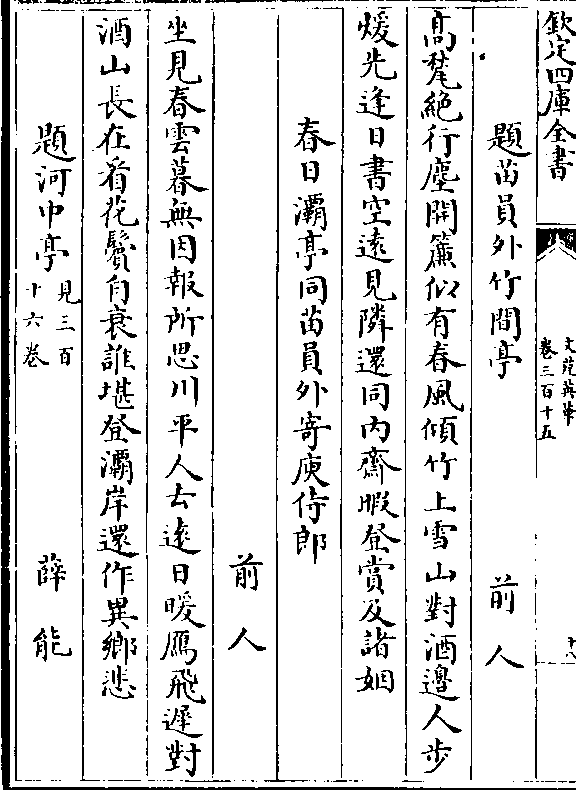 欽定四庫全書
文苑英華
卷三百十五
題苗員外竹間亭　前人
髙甃絶行塵開簾似有春風傾竹上雪山對酒邊人步
煖先逢日書空遠見隣還同内齋暇登賞及諸姻
春日灞亭同苗員外寄庾侍郎
前人
坐見春雲暮無因報所思川平人去遠日暖鴈飛遲對
酒山長在看花鬢自衰誰堪登灞岸還作異鄉悲
題河中亭　見三百十六卷　薛能